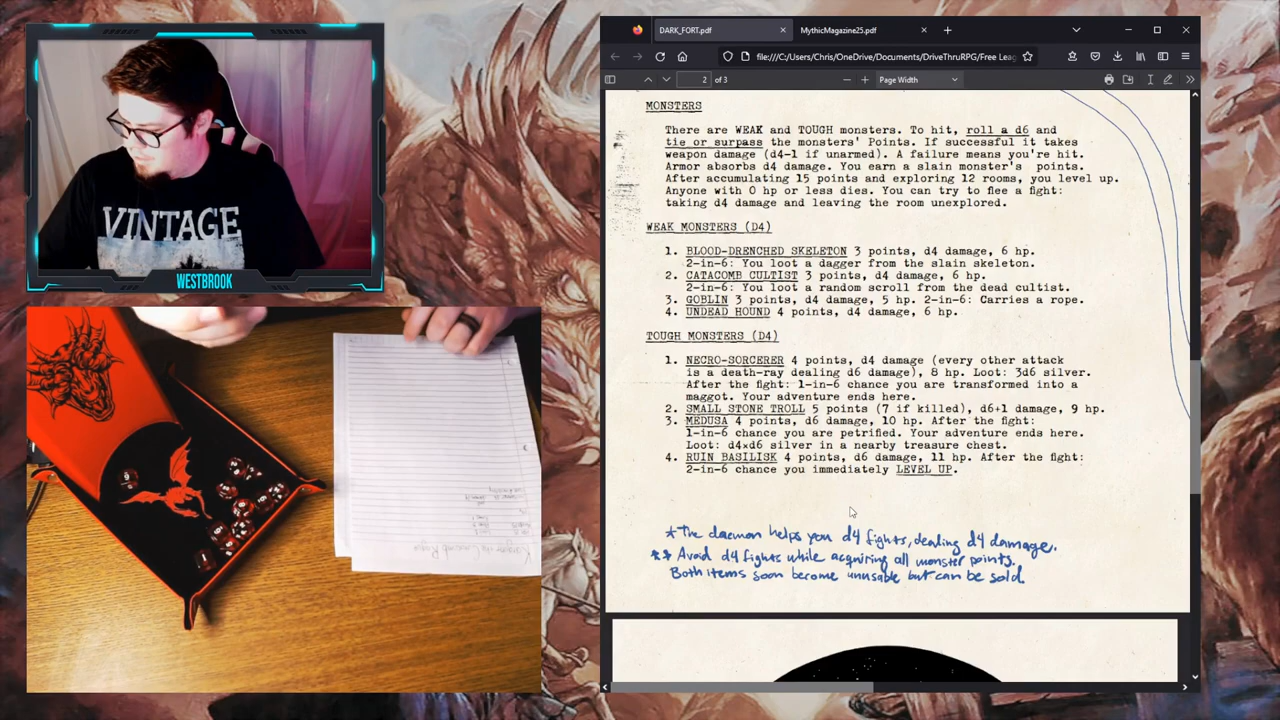 VINTAGE
WESTBROOK
DARK_FORT.pdf
MythicMagazine25.pdf
file:///C:/Users/Chris/OneDrive/Documents/DriveThruRPG/Free Leag
2 of 3
Page Width
MONSTERS
There are WEAK and TOUGH monsters. To hit, roll a d6 and
tie or surpass the monsters' Points. If successful it takes
weapon damage (d4-1 if unarmed). A failure means you're hit.
Armor absorbs d4 damage. You earn a slain monster's points.
After accumulating 15 points and exploring 12 rooms, you level up.
Anyone with 0 hp or less dies. You can try to flee a fight:
taking d4 damage and leaving the room unexplored.
WEAK MONSTERS (D4)
1. BLOOD-DRENCHED SKELETON 3 points, d4 damage, 6 hp.
2-in-6: You loot a dagger from the slain skeleton.
2. CATACOMB CULTIST 3 points, d4 damage, 6 hp.
2-in-6: You loot a random scroll from the dead cultist.
3. GOBLIN 3 points, d4 damage, 5 hp. 2-in-6: Carries a rope.
4. UNDEAD HOUND 4 points, d4 damage, 6 hp.
TOUGH MONSTERS (D4)
1. NECRO-SORCERER 4 points, d4 damage (every other attack
is a death-ray dealing d6 damage), 8 hp. Loot: 3d6 silver.
After the fight: 1-in-6 chance you are transformed into a
maggot. Your adventure ends here.
2. SMALL STONE TROLL 5 points (7 if killed), d6+1 damage, 9 hp.
3. MEDUSA 4 points, d6 damage, 10 hp. After the fight:
1-in-6 chance you are petrified. Your adventure ends here.
Loot: d4xd6 silver in a nearby treasure chest.
4. RUIN BASILISK 4 points, d6 damage, 11 hp. After the fight:
2-in-6 chance you immediately LEVEL UP.
* The daemon helps you d4 fights, dealing d4 damage.
** Avoid d4 fights while acquiring all monster points.
Both items soon become unusable but can be sold.